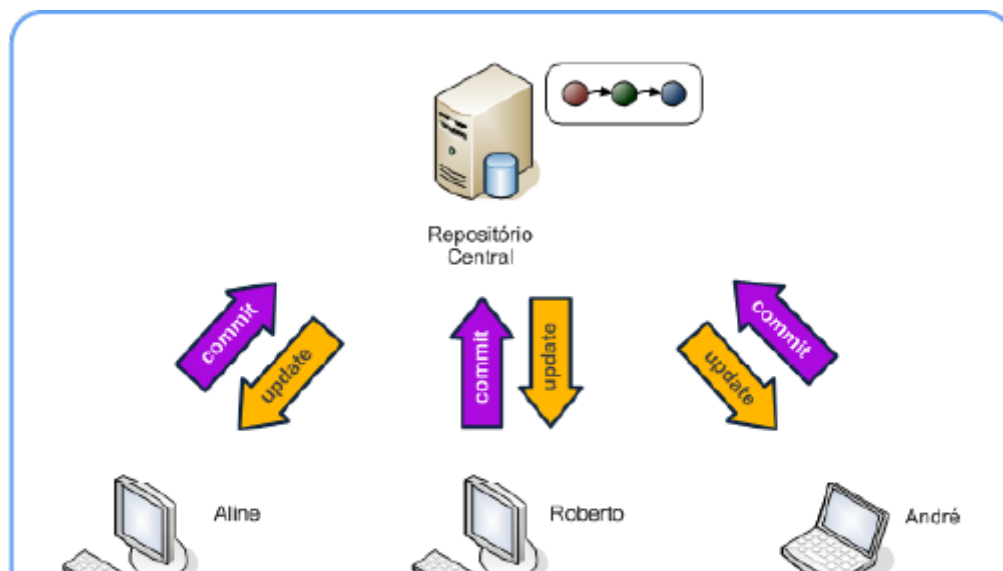 Repositório
Central
commit
update
commit
update
commit
update
Aline
Roberto
André